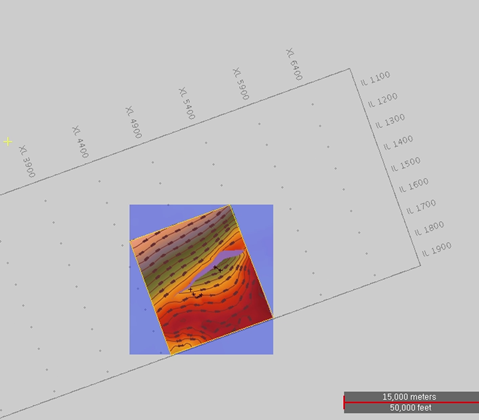 XL 6400
XL 5900
XL 5400
XL 4900
XL 4400
XL 3900
IL 1100
IL 1200
IL 1300
IL 1400
IL 1500
IL 1600
IL 1700
IL 1800
IL 1900
15,000 meters
50,000 feet